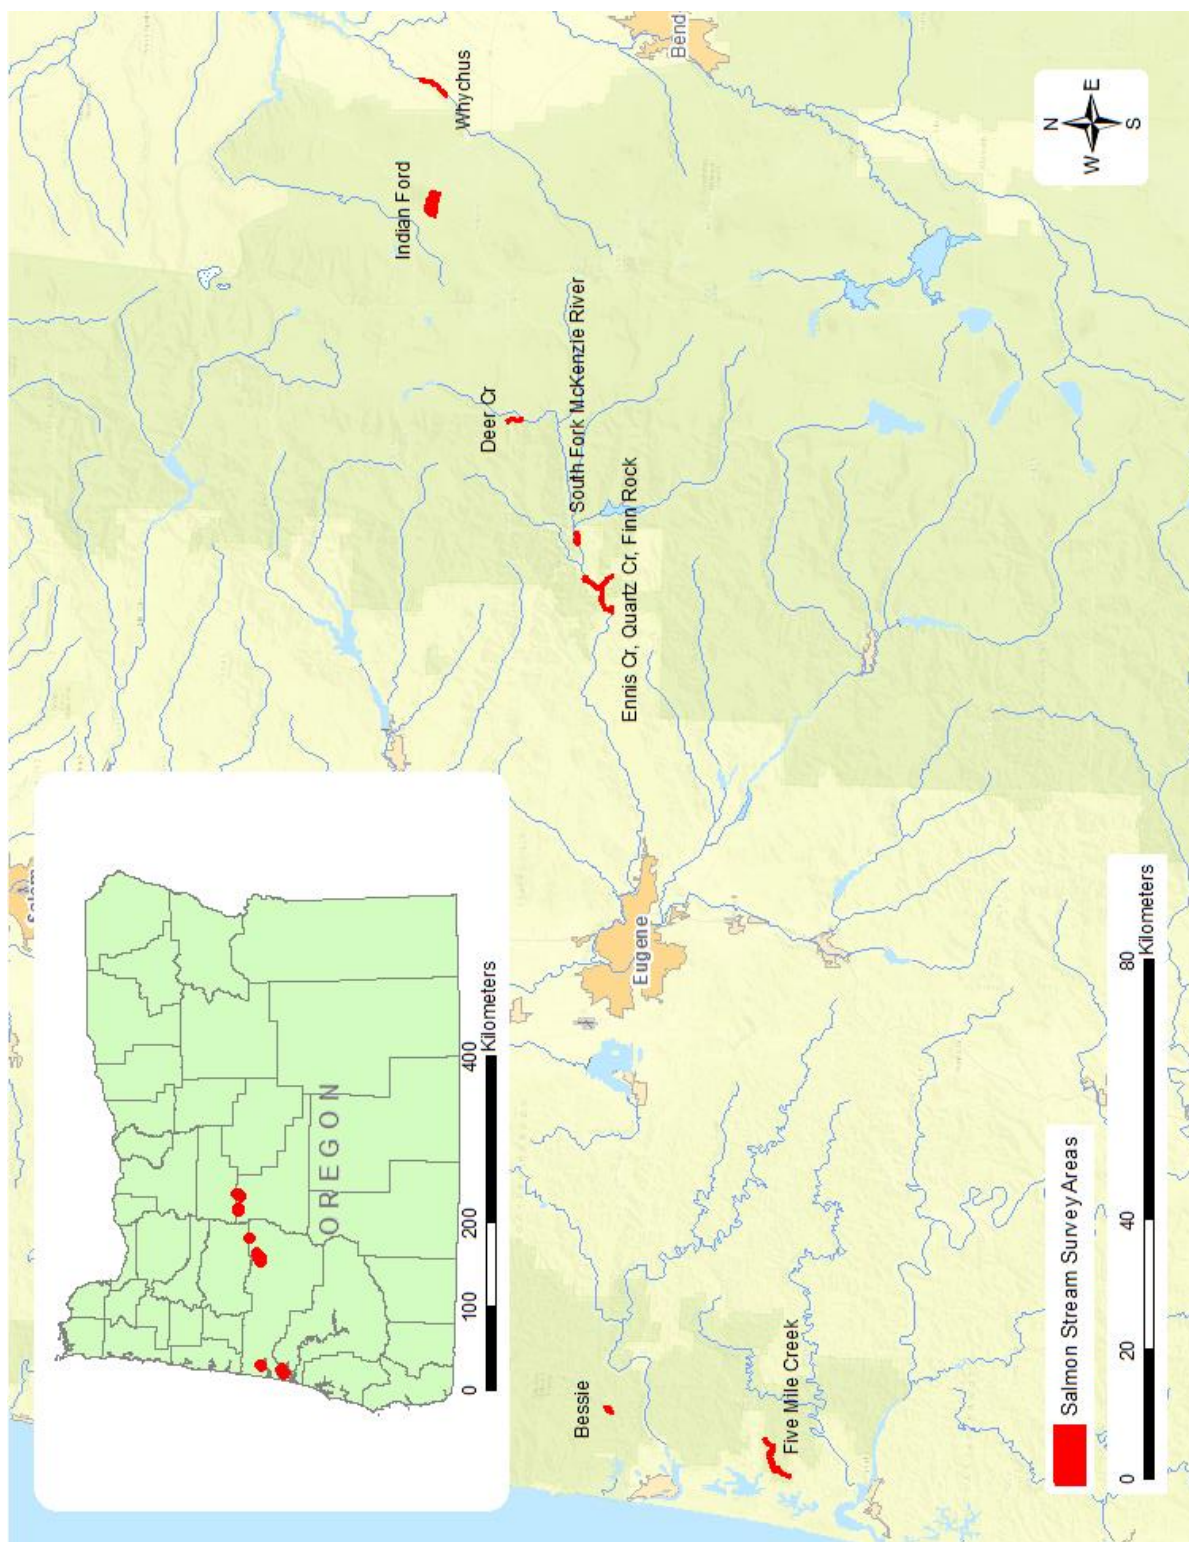 Salem
OREGON
0 100 200 400
Kilometers
Whychus
Indian Ford
Bend
Deer Cr
South Fork McKenzie River
Ennis Cr, Quartz Cr, Finn Rock
Eugene
Bessie
Five Mile Creek
N
W E
S
Salmon Stream Survey Areas
0 20 40 80
Kilometers